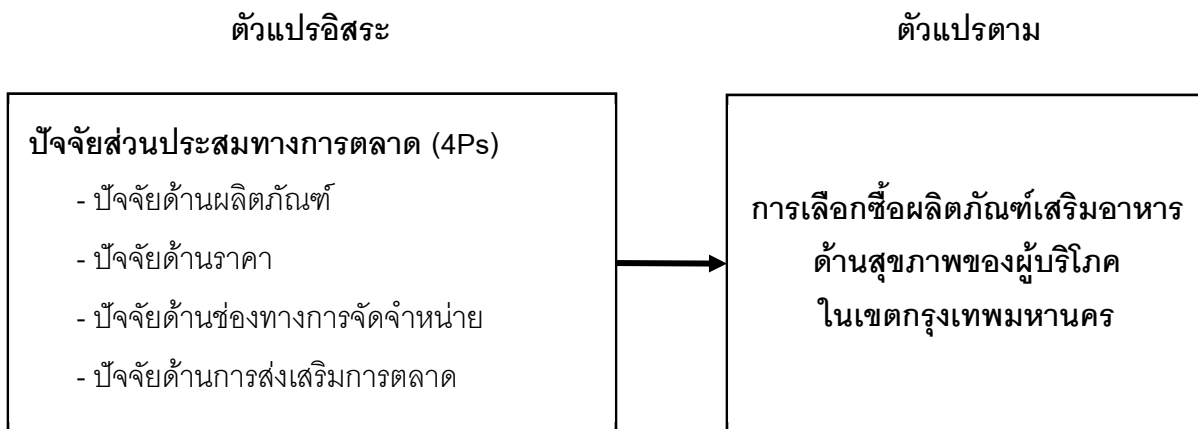 ตัวแปรอิสระ
ตัวแปรตาม
ปัจจัยส่วนประสมทางการตลาด (4Ps)
- ปัจจัยด้านผลิตภัณฑ์
- ปัจจัยด้านราคา
- ปัจจัยด้านช่องทางการจัดจำหน่าย
- ปัจจัยด้านการส่งเสริมการตลาด
การเลือกซื้อผลิตภัณฑ์เสริมอาหาร
ด้านสุขภาพของผู้บริโภค
ในเขตกรุงเทพมหานคร